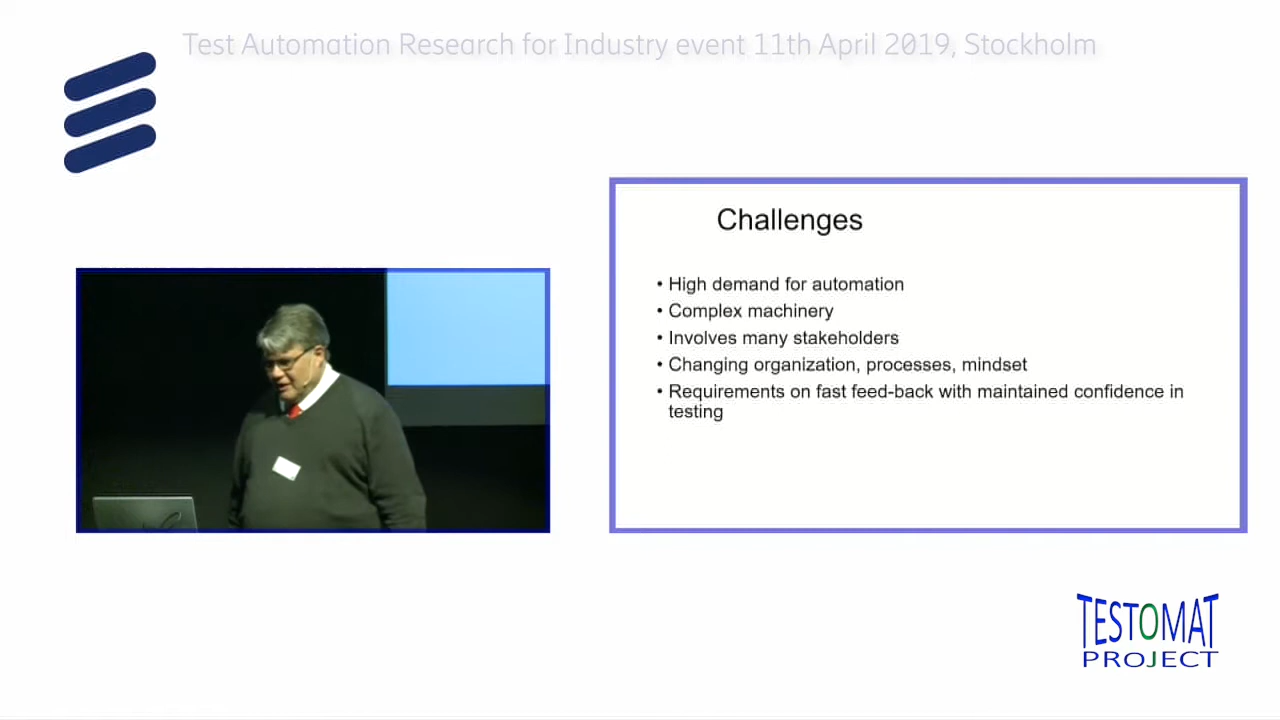 Test Automation Research for Industry event 11th April 2019, Stockholm
Challenges
• High demand for automation
• Complex machinery
• Involves many stakeholders
• Changing organization, processes, mindset
• Requirements on fast feed-back with maintained confidence in
testing
TESTOMAT
PROJECT